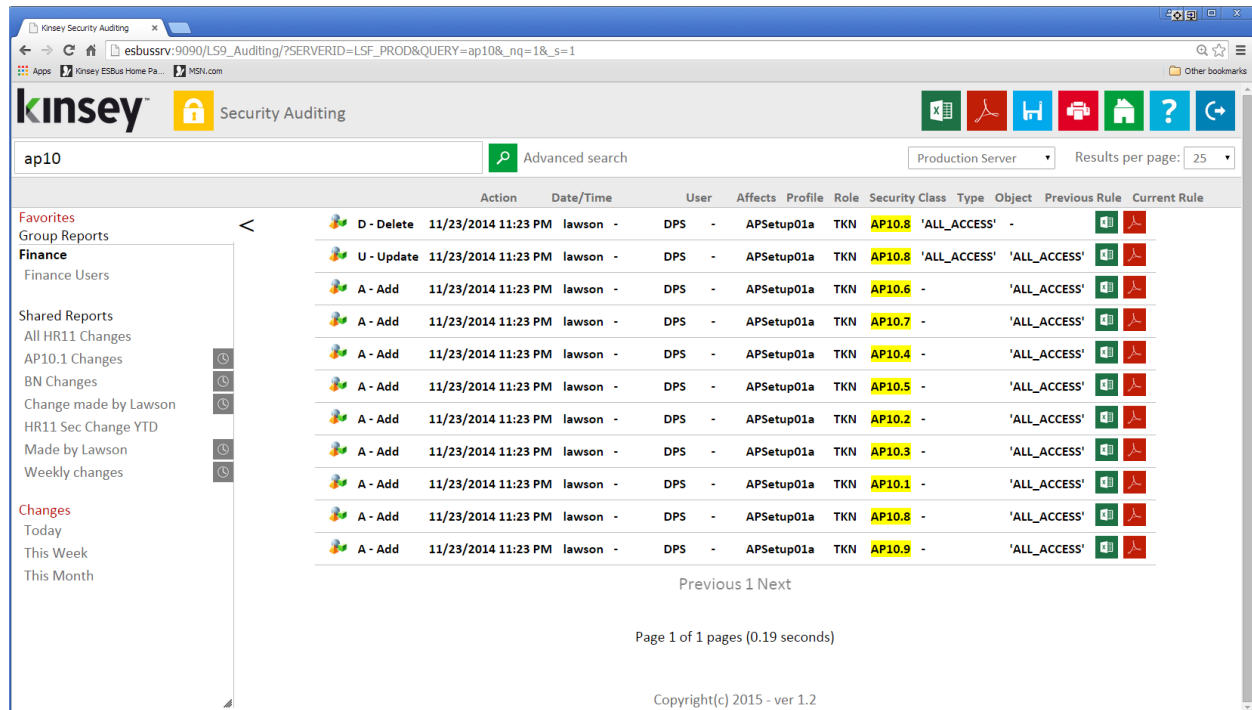 Kinsey Security Auditing
esbussrv:9090/LS9_Auditing/?SERVERID=LSF_PROD&QUERY=ap10&_nq=1&_s=1
Apps Kinsey ESBus Home Pa... MSN.com Other bookmarks
kinsey™ Security Auditing
ap10 Advanced search Production Server Results per page: 25
Action Date/Time User Affects Profile Role Security Class Type Object Previous Rule Current Rule
Favorites <
Group Reports
Finance
Finance Users
Shared Reports
All HR11 Changes
AP10.1 Changes
BN Changes
Change made by Lawson
HR11 Sec Change YTD
Made by Lawson
Weekly changes
Changes
Today
This Week
This Month
D - Delete 11/23/2014 11:23 PM lawson - DPS - APSetup01a TKN AP10.8 'ALL_ACCESS' -
U - Update 11/23/2014 11:23 PM lawson - DPS - APSetup01a TKN AP10.8 'ALL_ACCESS' 'ALL_ACCESS'
A - Add 11/23/2014 11:23 PM lawson - DPS - APSetup01a TKN AP10.6 - 'ALL_ACCESS'
A - Add 11/23/2014 11:23 PM lawson - DPS - APSetup01a TKN AP10.7 - 'ALL_ACCESS'
A - Add 11/23/2014 11:23 PM lawson - DPS - APSetup01a TKN AP10.4 - 'ALL_ACCESS'
A - Add 11/23/2014 11:23 PM lawson - DPS - APSetup01a TKN AP10.5 - 'ALL_ACCESS'
A - Add 11/23/2014 11:23 PM lawson - DPS - APSetup01a TKN AP10.2 - 'ALL_ACCESS'
A - Add 11/23/2014 11:23 PM lawson - DPS - APSetup01a TKN AP10.3 - 'ALL_ACCESS'
A - Add 11/23/2014 11:23 PM lawson - DPS - APSetup01a TKN AP10.1 - 'ALL_ACCESS'
A - Add 11/23/2014 11:23 PM lawson - DPS - APSetup01a TKN AP10.8 - 'ALL_ACCESS'
A - Add 11/23/2014 11:23 PM lawson - DPS - APSetup01a TKN AP10.9 - 'ALL_ACCESS'
Previous 1 Next
Page 1 of 1 pages (0.19 seconds)
Copyright(c) 2015 - ver 1.2